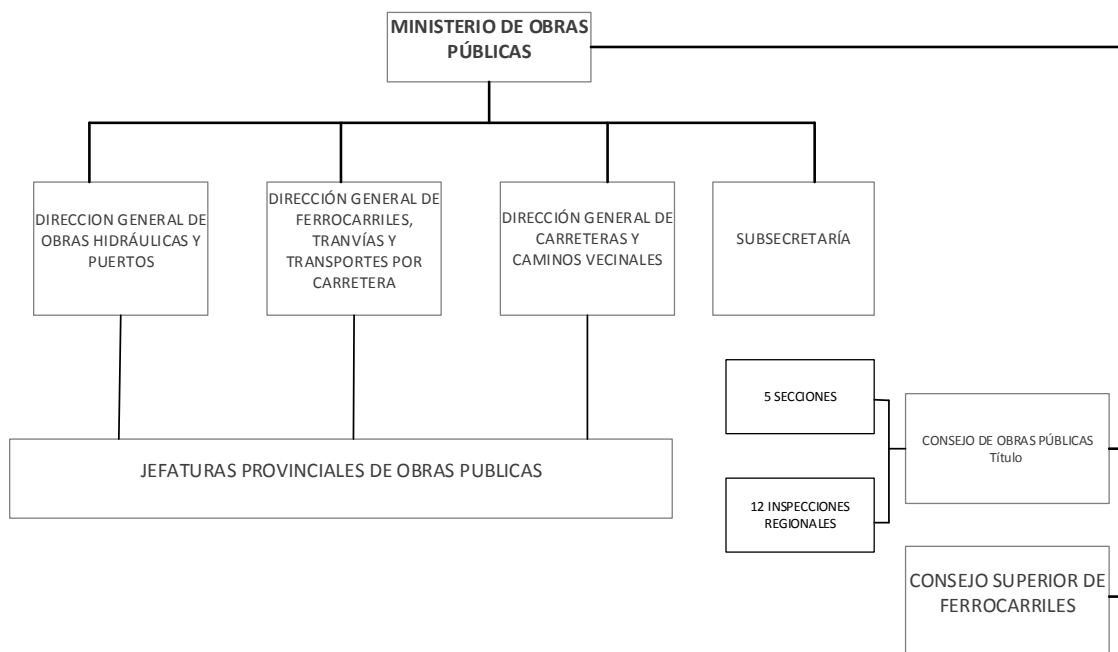 MINISTERIO DE OBRAS
PÚBLICAS
DIRECCION GENERAL DE
OBRAS HIDRÁULICAS Y
PUERTOS
DIRECCIÓN GENERAL DE
FERROCARRILES,
TRANVÍAS Y
TRANSPORTES POR
CARRETERA
DIRECCIÓN GENERAL DE
CARRETERAS Y
CAMINOS VECINALES
SUBSECRETARÍA
5 SECCIONES
CONSEJO DE OBRAS PÚBLICAS
Título
JEFATURAS PROVINCIALES DE OBRAS PUBLICAS
12 INSPECCIONES
REGIONALES
CONSEJO SUPERIOR DE
FERROCARRILES